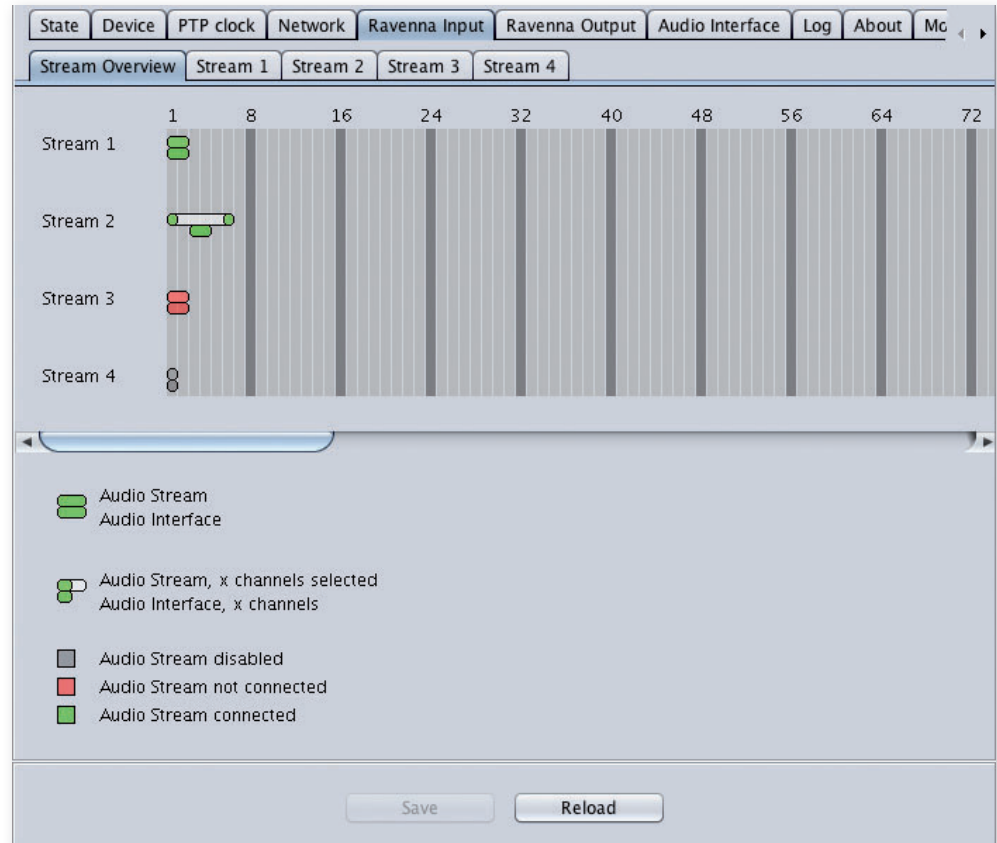 State Device PTP clock Network Ravenna Input Ravenna Output Audio Interface Log About Mo
Stream Overview Stream 1 Stream 2 Stream 3 Stream 4
1 8 16 24 32 40 48 56 64 72
Stream 1
Stream 2
Stream 3
Stream 4
Audio Stream
Audio Interface
Audio Stream, x channels selected
Audio Interface, x channels
Audio Stream disabled
Audio Stream not connected
Audio Stream connected
Save Reload